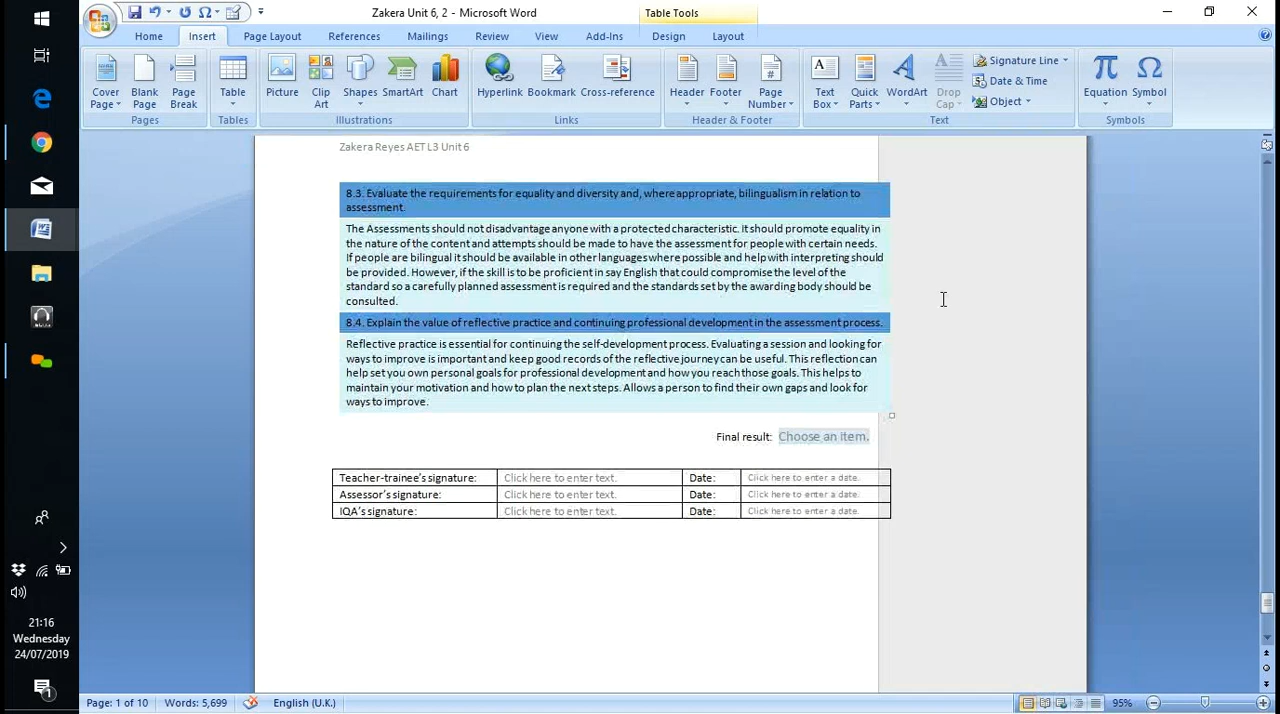 Zakera Unit 6, 2 - Microsoft Word
Table Tools
Home Insert Page Layout References Mailings Review View Add-Ins Design Layout
Cover Page
Blank Page
Page Break
Table
Picture
Clip Art
Shapes
SmartArt
Chart
Hyperlink
Bookmark
Cross-reference
Header
Footer
Page Number
Text Box
Quick Parts
WordArt
Drop Cap
Signature Line
Date & Time
Object
Equation
Symbol
Pages Tables Illustrations Links Header & Footer Text Symbols
Zakera Reyes AET L3 Unit 6
8.3. Evaluate the requirements for equality and diversity and, where appropriate, bilingualism in relation to
assessment.
The Assessments should not disadvantage anyone with a protected characteristic. It should promote equality in
the nature of the content and attempts should be made to have the assessment for people with certain needs.
If people are bilingual it should be available in other languages where possible and help with interpreting should
be provided. However, if the skill is to be proficient in say English that could compromise the level of the
standard so a carefully planned assessment is required and the standards set by the awarding body should be
consulted.
8.4. Explain the value of reflective practice and continuing professional development in the assessment process.
Reflective practice is essential for continuing the self-development process. Evaluating a session and looking for
ways to improve is important and keep good records of the reflective journey can be useful. This reflection can
help set you own personal goals for professional development and how you reach those goals. This helps to
maintain your motivation and how to plan the next steps. Allows a person to find their own gaps and look for
ways to improve.
Final result: Choose an item.
Teacher-trainee's signature: Click here to enter text. Date: Click here to enter a date.
Assessor's signature: Click here to enter text. Date: Click here to enter a date.
IQA's signature: Click here to enter text. Date: Click here to enter a date.
21:16
Wednesday
24/07/2019
1
Page: 1 of 10 Words: 5,699 English (U.K.) 95%